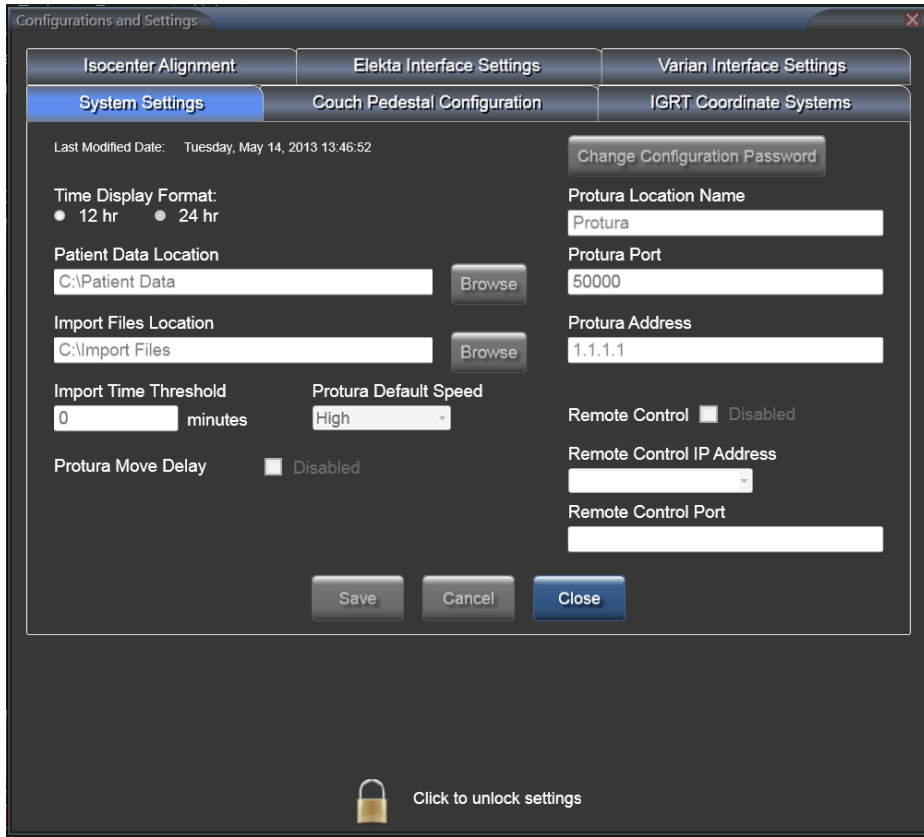 Configurations and Settings
Isocenter Alignment
Elekta Interface Settings
Varian Interface Settings
System Settings
Couch Pedestal Configuration
IGRT Coordinate Systems
Last Modified Date: Tuesday, May 14, 2013 13:46:52
Change Configuration Password
Time Display Format:
12 hr 24 hr
Protura Location Name
Protura
Patient Data Location
C:\Patient Data
Browse
Protura Port
50000
Import Files Location
C:\Import Files
Browse
Protura Address
1.1.1.1
Import Time Threshold
0 minutes
Protura Default Speed
High
Remote Control Disabled
Protura Move Delay Disabled
Remote Control IP Address
Remote Control Port
Save
Cancel
Close
Click to unlock settings